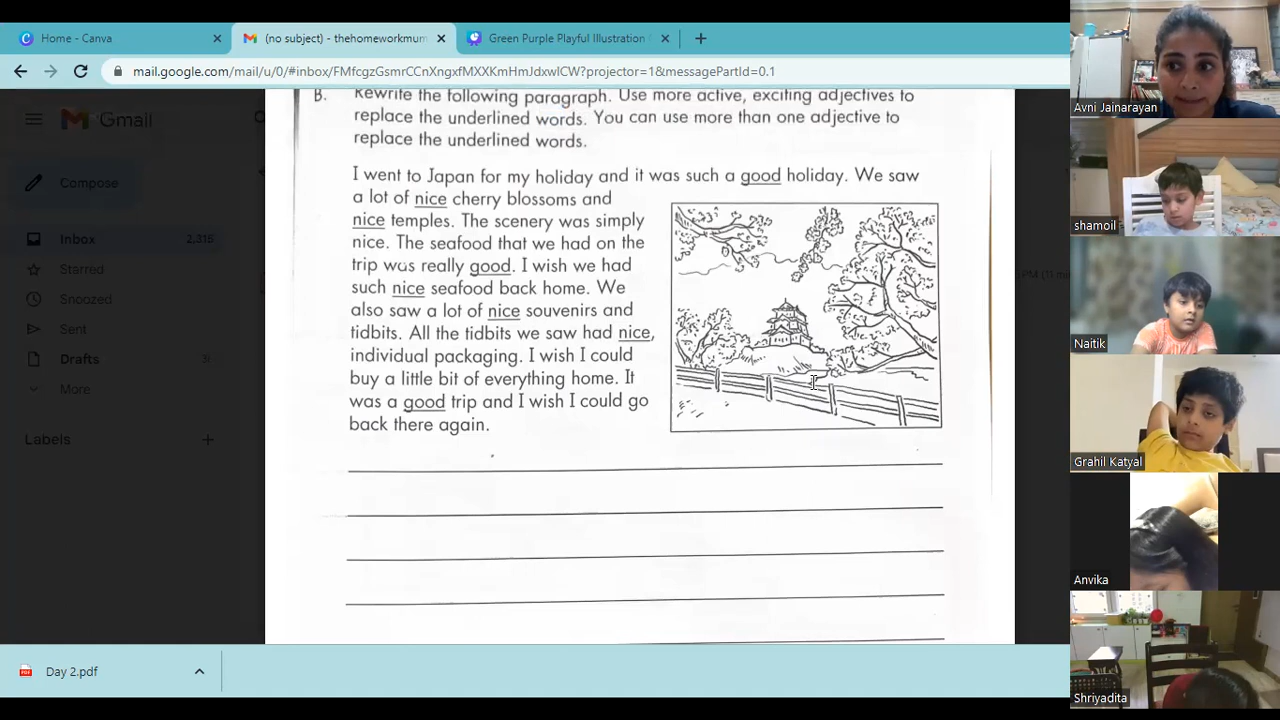 Home - Canva
(no subject) - thehomeworkmum
Green Purple Playful Illustration
mail.google.com/mail/u/0/#inbox/FMfcgzGsmrCCnXngxfMXXKmHmJdxwlCW?projector=1&messagePartId=0.1
Gmail
Compose
Inbox 2,315
Starred
Snoozed
Sent
Drafts 3
More
Labels
B. Rewrite the following paragraph. Use more active, exciting adjectives to
replace the underlined words. You can use more than one adjective to
replace the underlined words.
I went to Japan for my holiday and it was such a good holiday. We saw
a lot of nice cherry blossoms and
nice temples. The scenery was simply
nice. The seafood that we had on the
trip was really good. I wish we had
such nice seafood back home. We
also saw a lot of nice souvenirs and
tidbits. All the tidbits we saw had nice,
individual packaging. I wish I could
buy a little bit of everything home. It
was a good trip and I wish I could go
back there again.
Day 2.pdf
Avni Jainarayan
shamoil
Naitik
Grahil Katyal
Anvika
Shriyadita